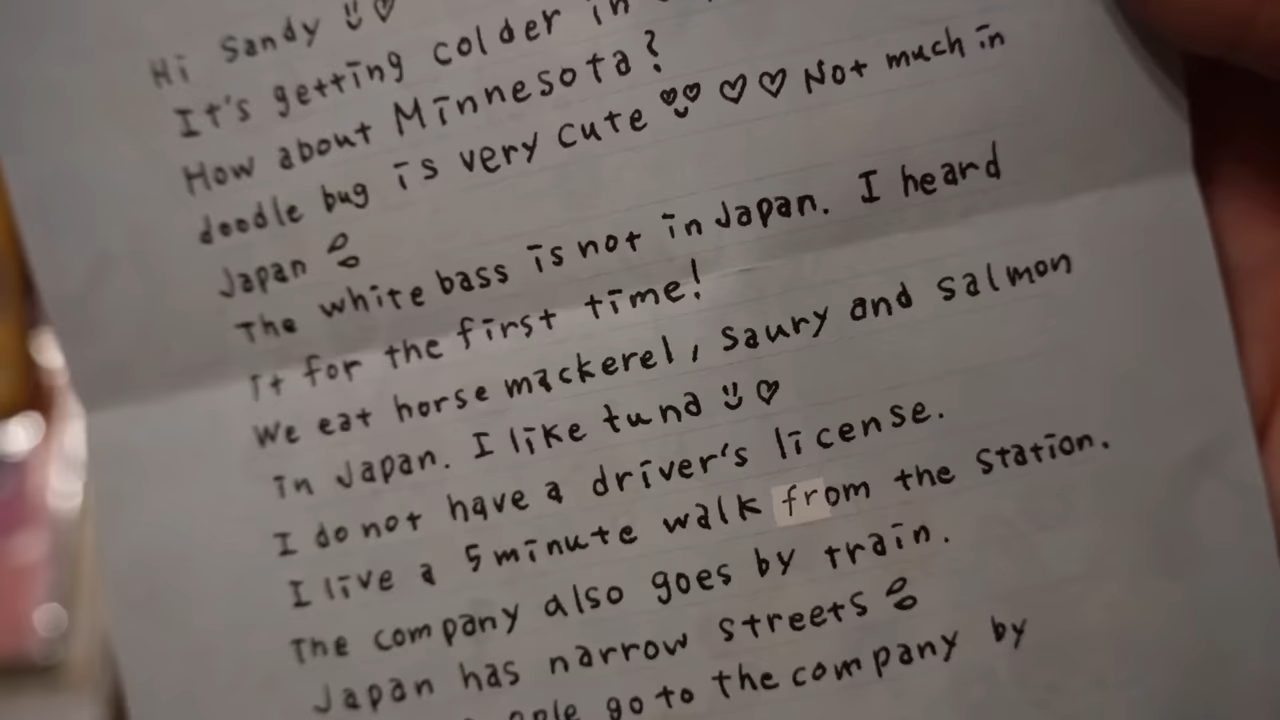 Hi Sandy
It's getting colder in
How about Minnesota?
doodle bug is very cute ♡♡ Not much in
Japan
The white bass is not in Japan. I heard
it for the first time!
We eat horse mackerel, saury and salmon
in Japan. I like tuna ♡
I do not have a driver's license.
I live a 5 minute walk from the station.
The company also goes by train.
Japan has narrow streets
go to the company by